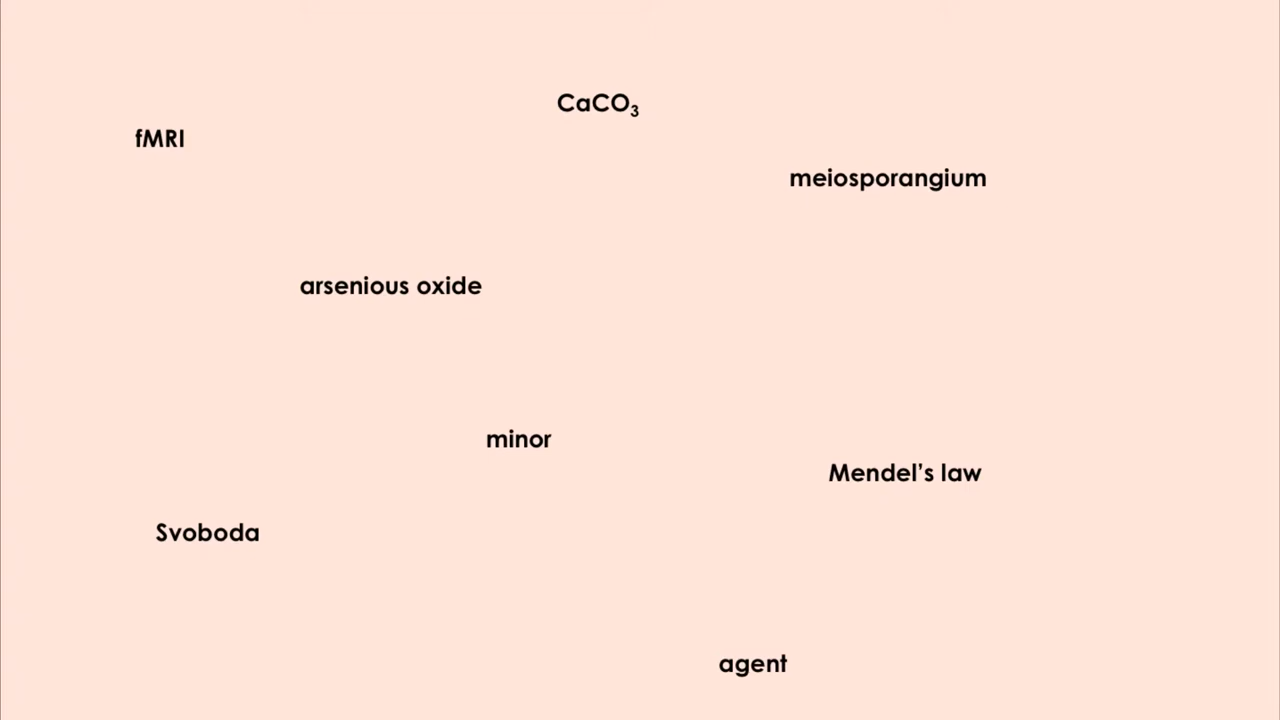 CaCO₃
fMRI
meiosporangium
arsenious oxide
minor
Mendel’s law
Svoboda
agent